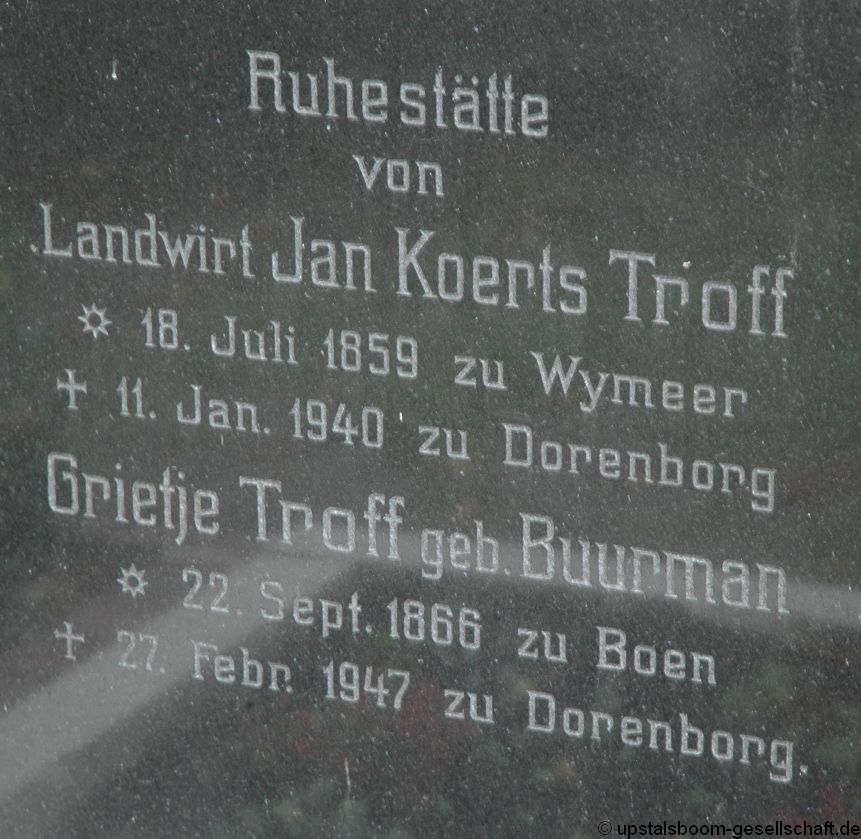 Ruhestätte
von
Landwirt Jan Koerts Troff
18. Juli 1859 zu Wymeer
11. Jan. 1940 zu Dorenborg
Grietje Troff geb. Buurman
22. Sept. 1866 zu Boen
27. Febr. 1947 zu Dorenborg.
© upstalsboom-gesellschaft.de